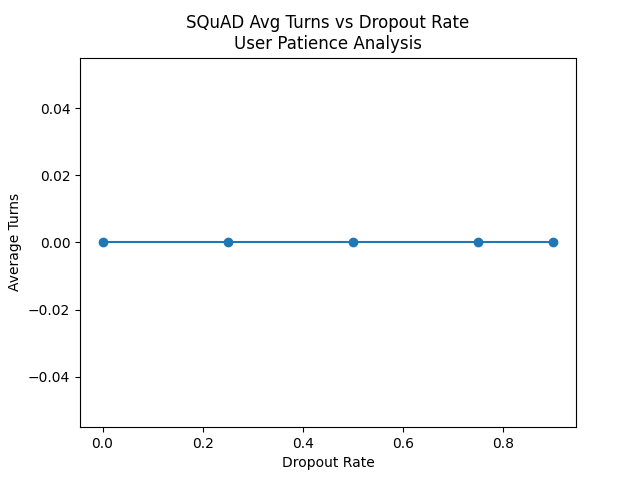 SQuAD Avg Turns vs Dropout Rate
User Patience Analysis
Average Turns
0.04
0.02
0.00
−0.02
−0.04
0.0 0.2 0.4 0.6 0.8
Dropout Rate